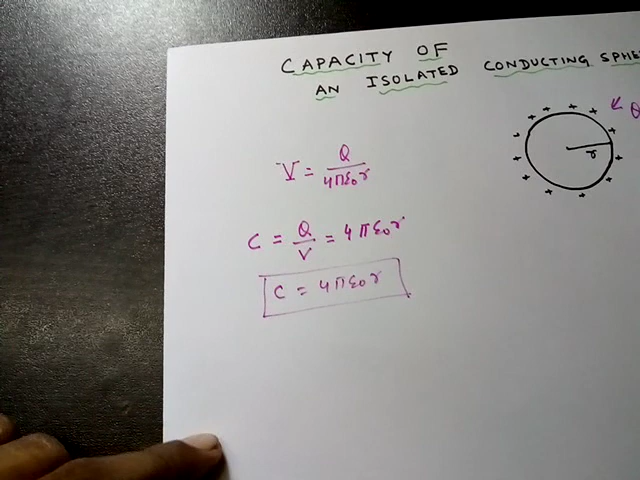 CAPACITY OF
AN ISOLATED CONDUCTING SPHE
Q
r
V = Q / 4πε₀r
C = Q / V = 4πε₀r
C = 4πε₀r